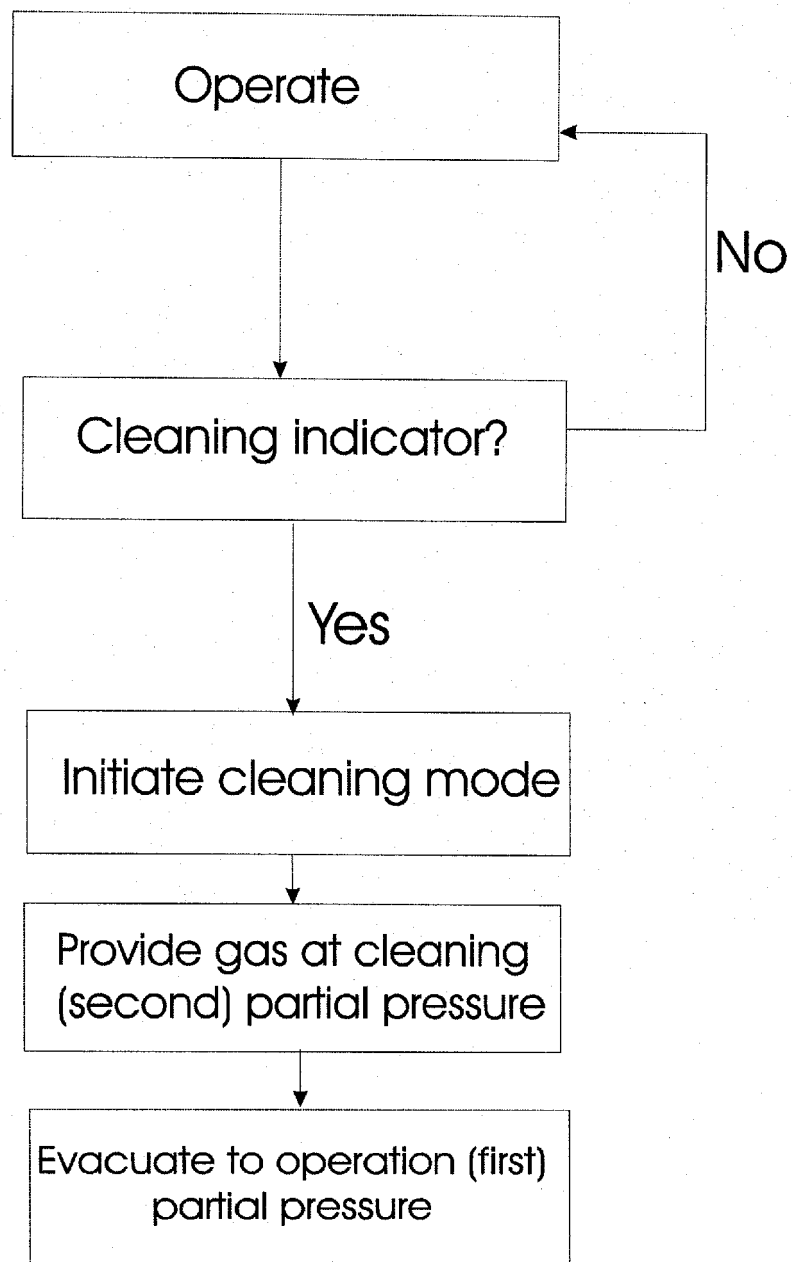 Operate
No
Cleaning indicator?
Yes
Initiate cleaning mode
Provide gas at cleaning
(second) partial pressure
Evacuate to operation (first)
partial pressure